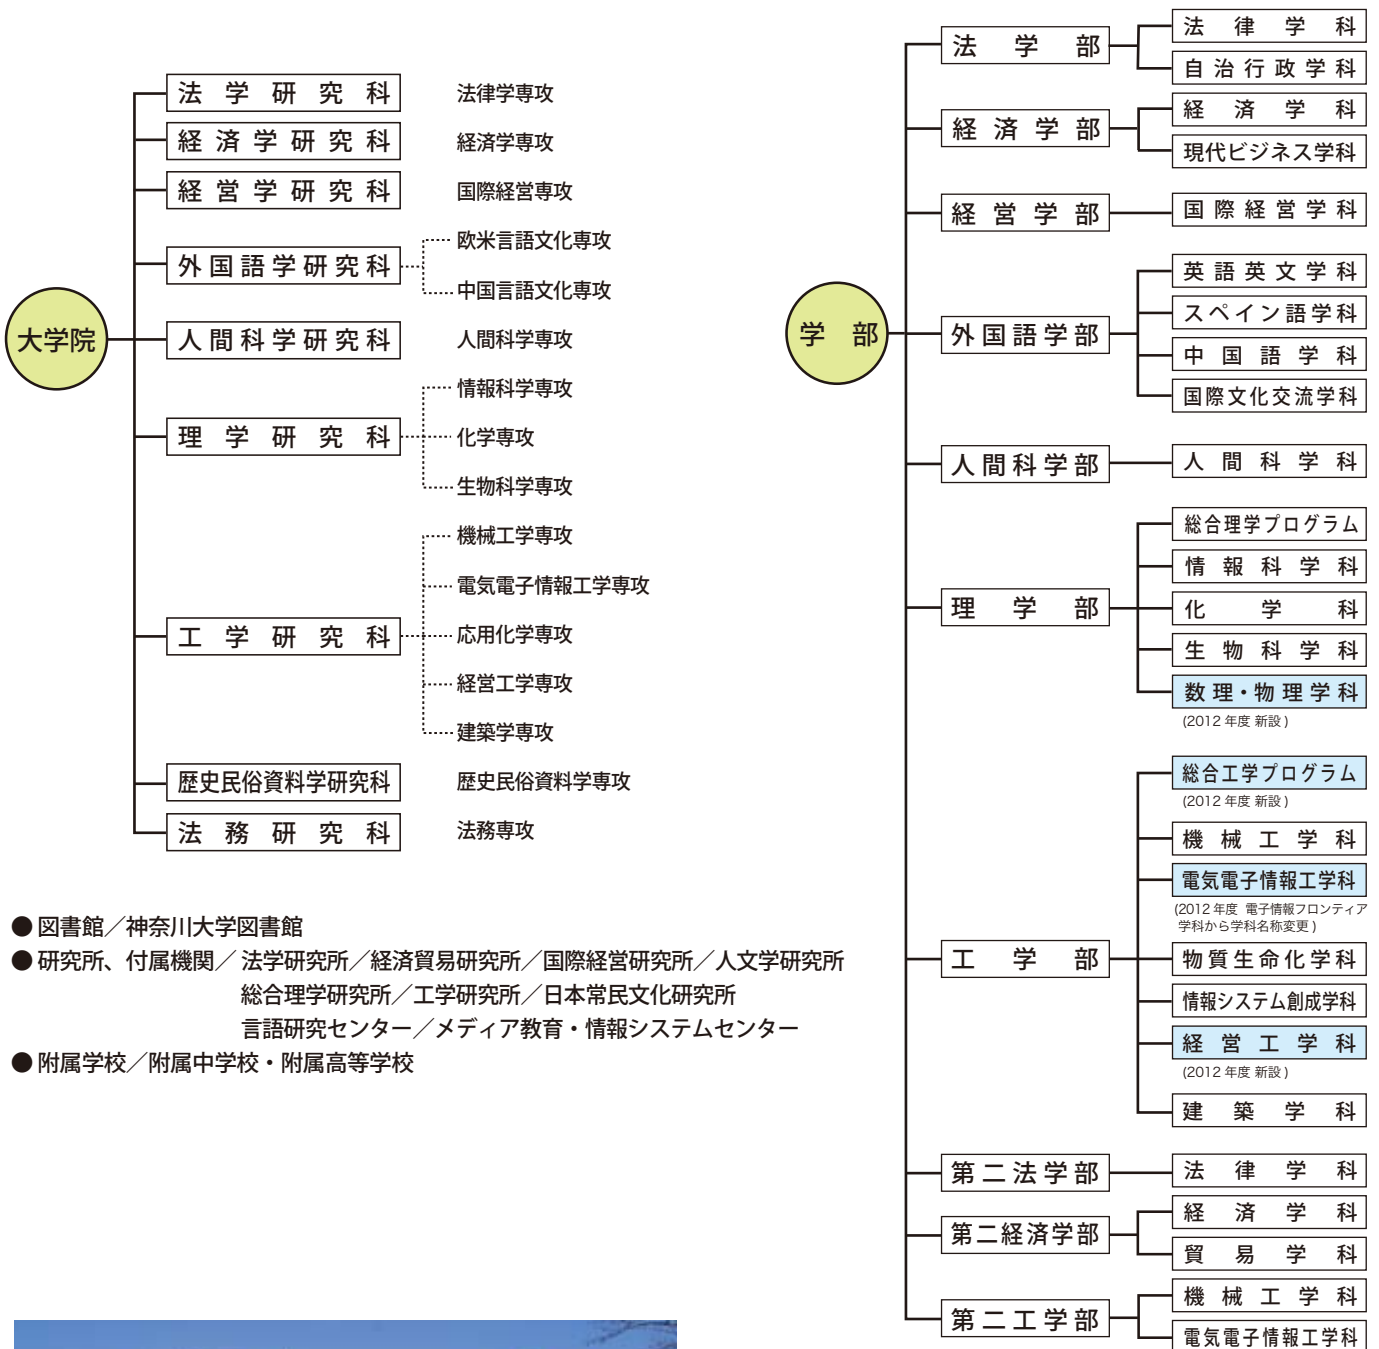 大学院
法学研究科
法律学専攻
経済学研究科
経済学専攻
経営学研究科
国際経営専攻
外国語学研究科
欧米言語文化専攻
中国言語文化専攻
人間科学研究科
人間科学専攻
理学研究科
情報科学専攻
化学専攻
生物科学専攻
工学研究科
機械工学専攻
電気電子情報工学専攻
応用化学専攻
経営工学専攻
建築学専攻
歴史民俗資料学研究科
歴史民俗資料学専攻
法務研究科
法務専攻
●図書館／神奈川大学図書館
●研究所、付属機関／法学研究所／経済貿易研究所／国際経営研究所／人文学研究所
総合理学研究所／工学研究所／日本常民文化研究所
言語研究センター／メディア教育・情報システムセンター
●附属学校／附属中学校・附属高等学校
学部
法学部
法律学科
自治行政学科
経済学部
経済学科
現代ビジネス学科
経営学部
国際経営学科
外国語学部
英語英文学科
スペイン語学科
中国語学科
国際文化交流学科
人間科学部
人間科学科
理学部
総合理学プログラム
情報科学科
化学科
生物科学科
数理・物理学科
(2012年度 新設)
工学部
総合工学プログラム
(2012年度 新設)
機械工学科
電気電子情報工学科
(2012年度 電子情報フロンティア
学科から学科名称変更)
物質生命化学科
情報システム創成学科
経営工学科
(2012年度 新設)
建築学科
第二法学部
法律学科
第二経済学部
経済学科
貿易学科
第二工学部
機械工学科
電気電子情報工学科